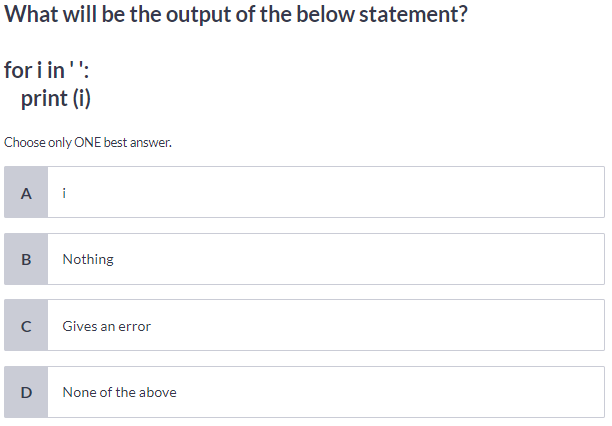 What will be the output of the below statement?
for i in ' ':
print (i)
Choose only ONE best answer.
A i
B Nothing
C Gives an error
D None of the above